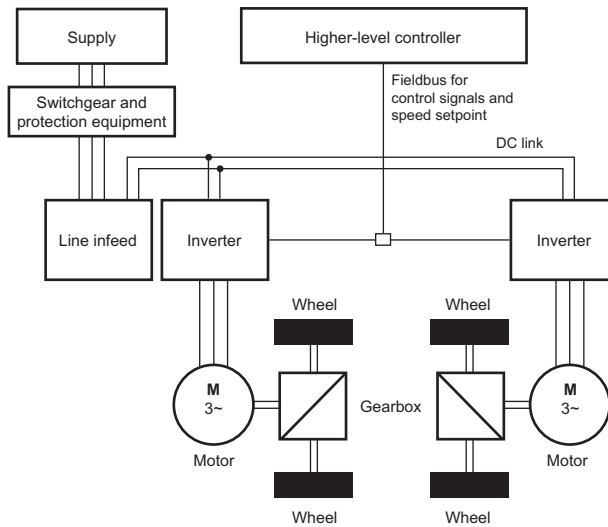 Supply
Higher-level controller
Switchgear and
protection equipment
Fieldbus for
control signals and
speed setpoint
DC link
Line infeed
Inverter
Inverter
Wheel
Wheel
M
3~
Gearbox
M
3~
Motor
Motor
Wheel
Wheel